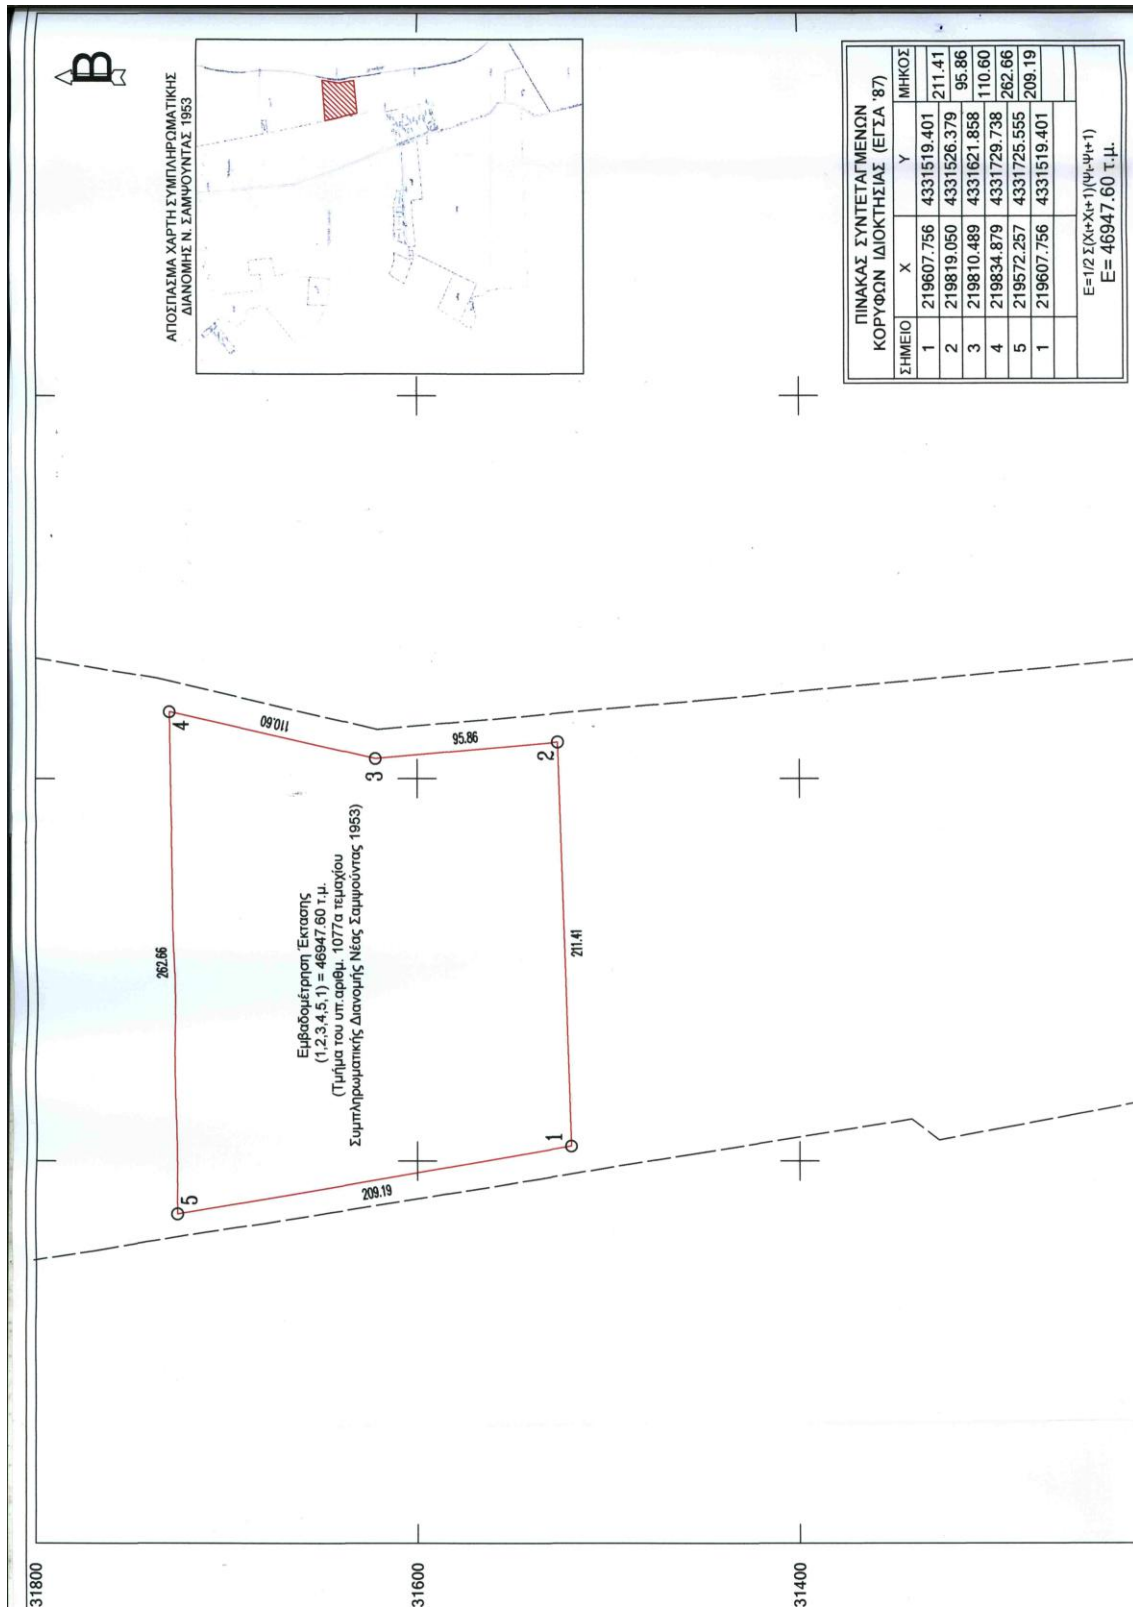 Β
ΑΠΟΣΠΑΣΜΑ ΧΑΡΤΗ ΣΥΜΠΛΗΡΩΜΑΤΙΚΗΣ
ΔΙΑΝΟΜΗΣ Ν. ΣΑΜΨΟΥΝΤΑΣ 1953
ΠΙΝΑΚΑΣ ΣΥΝΤΕΤΑΓΜΕΝΩΝ
ΚΟΡΥΦΩΝ ΙΔΙΟΚΤΗΣΙΑΣ (ΕΓΣΑ '87)
ΣΗΜΕΙΟ X Y ΜΗΚΟΣ
1 219607.756 4331519.401 211.41
2 219819.050 4331526.379 95.86
3 219810.489 4331621.858 110.60
4 219834.879 4331729.738 262.66
5 219572.257 4331725.555 209.19
1 219607.756 4331519.401
E=1/2 Σ(Χι+Χι+1)(Ψι-Ψι+1)
E= 46947.60 τ.μ.
4
110.60
3
95.86
2
262.66
Εμβαδομέτρηση Έκτασης
(1,2,3,4,5,1) = 46947.60 τ.μ.
(Τμήμα του υπ.αριθμ. 1077α τεμαχίου
Συμπληρωματικής Διανομής Νέας Σαμψούντας 1953)
211.41
1
5
209.19
31800
31600
31400